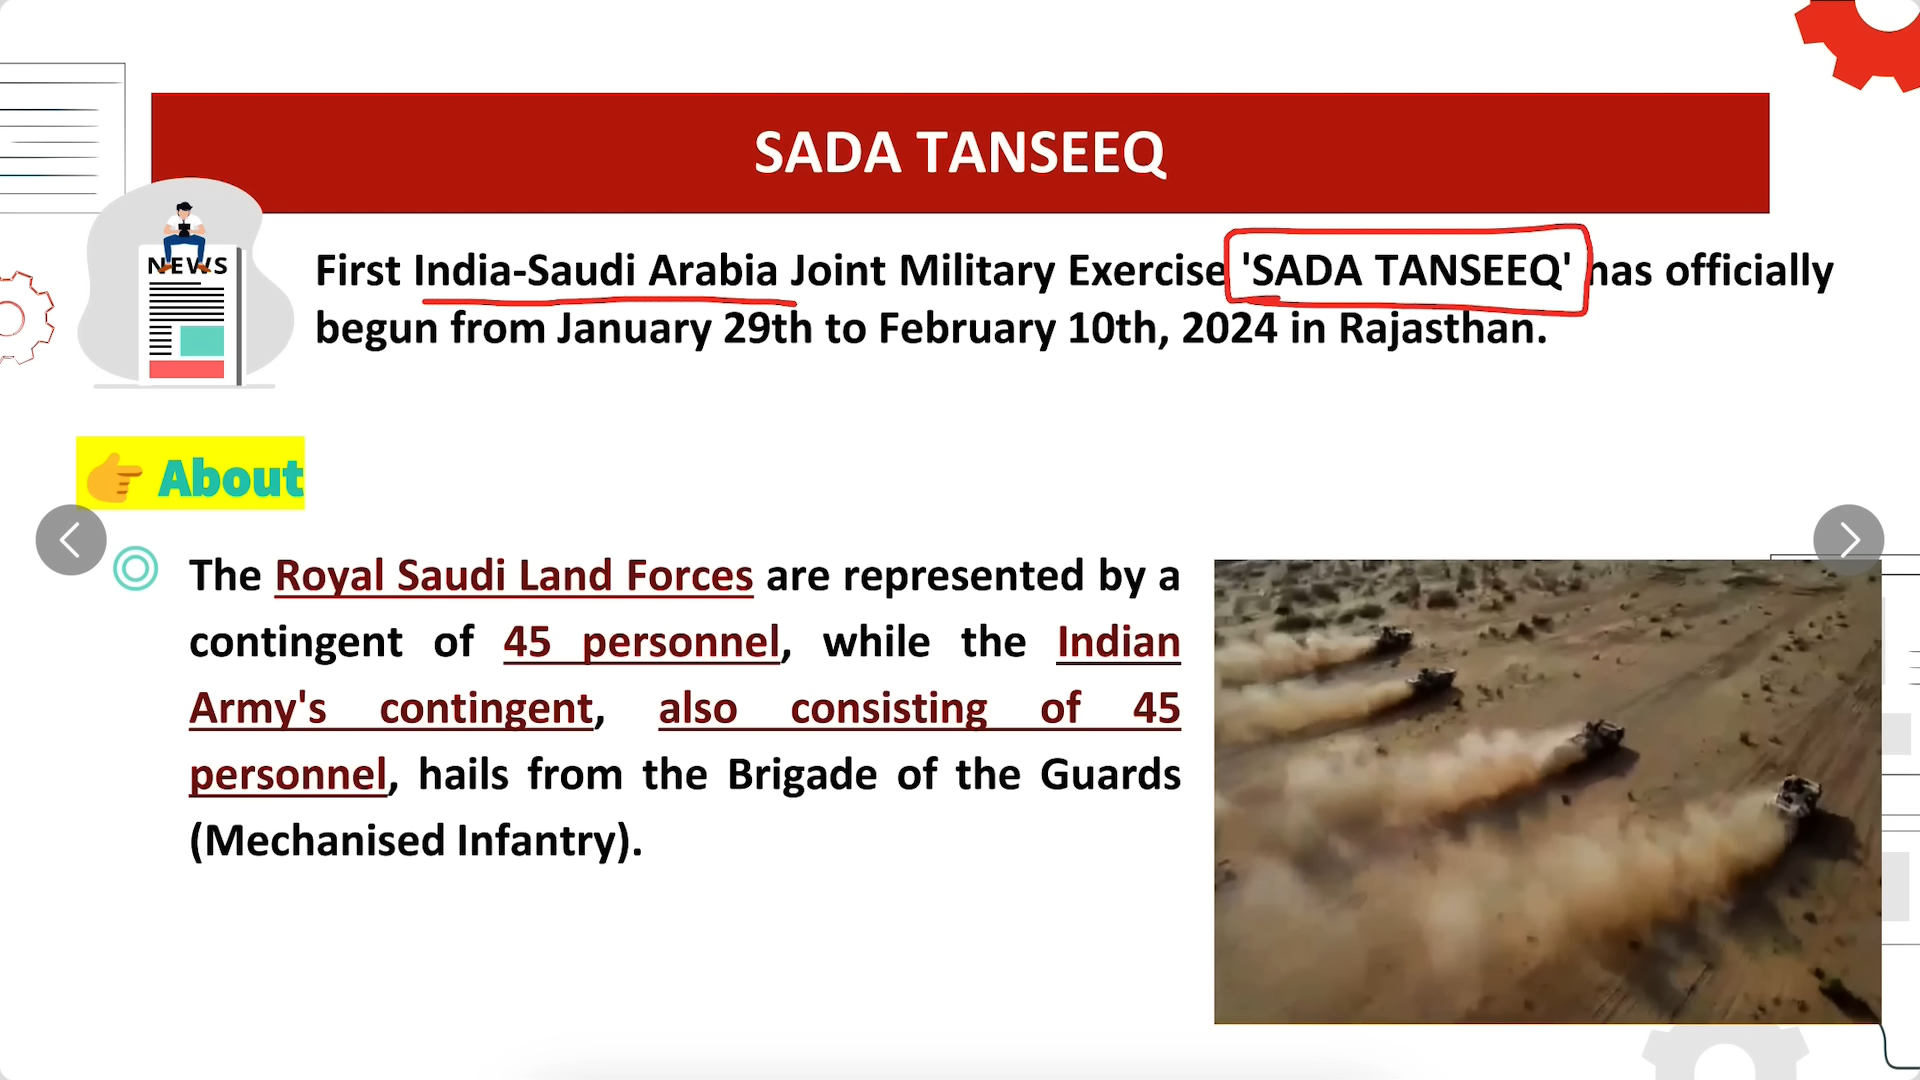 SADA TANSEEQ
NEWS
First India-Saudi Arabia Joint Military Exercise 'SADA TANSEEQ' has officially
begun from January 29th to February 10th, 2024 in Rajasthan.
👉 About
The Royal Saudi Land Forces are represented by a
contingent of 45 personnel, while the Indian
Army's contingent, also consisting of 45
personnel, hails from the Brigade of the Guards
(Mechanised Infantry).